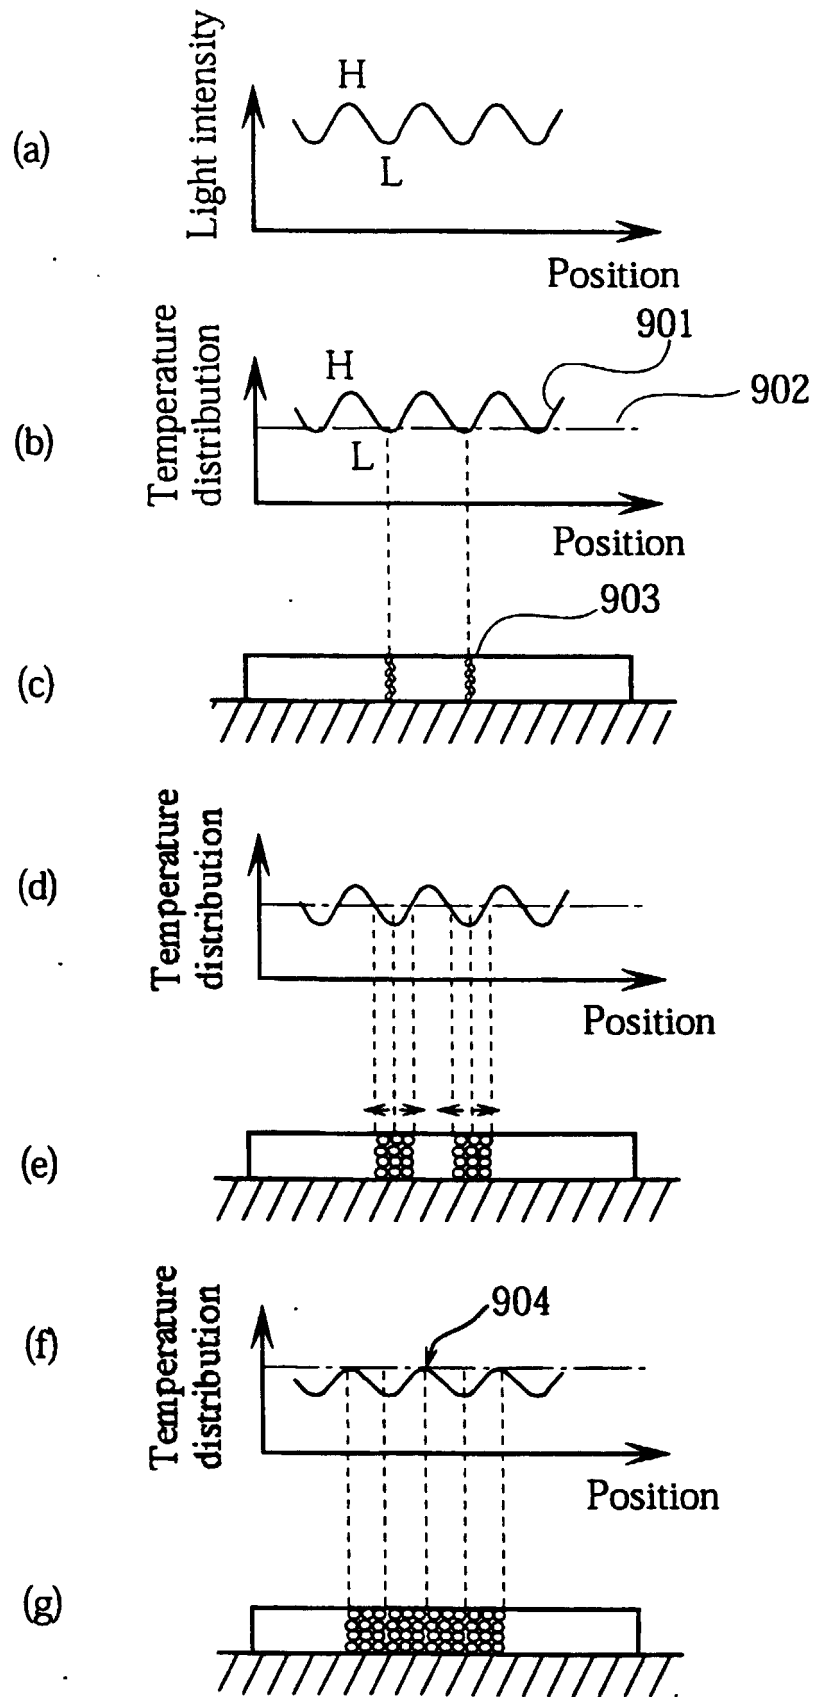 (a)
Light intensity
H
L
Position
(b)
Temperature
distribution
H
L
901
902
Position
(c)
903
(d)
Temperature
distribution
Position
(e)
(f)
Temperature
distribution
904
Position
(g)